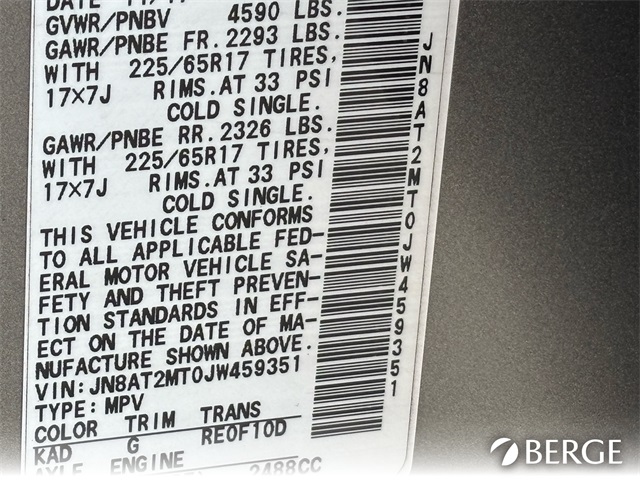 DATE
GVWR/PNBV 4590 LBS.
GAWR/PNBE FR. 2293 LBS.
WITH 225/65R17 TIRES,
17×7J RIMS. AT 33 PSI
COLD SINGLE.
GAWR/PNBE RR. 2326 LBS.
WITH 225/65R17 TIRES,
17×7J RIMS. AT 33 PSI
COLD SINGLE.
THIS VEHICLE CONFORMS
TO ALL APPLICABLE FED-
ERAL MOTOR VEHICLE SA-
FETY AND THEFT PREVEN-
TION STANDARDS IN EFF-
ECT ON THE DATE OF MA-
NUFACTURE SHOWN ABOVE.
VIN: JN8AT2MT0JW459351
TYPE: MPV
COLOR TRIM TRANS
KAD G RE0F10D
AXLE ENGINE
2488CC
JN8AT2MT0JW459351
BERGE